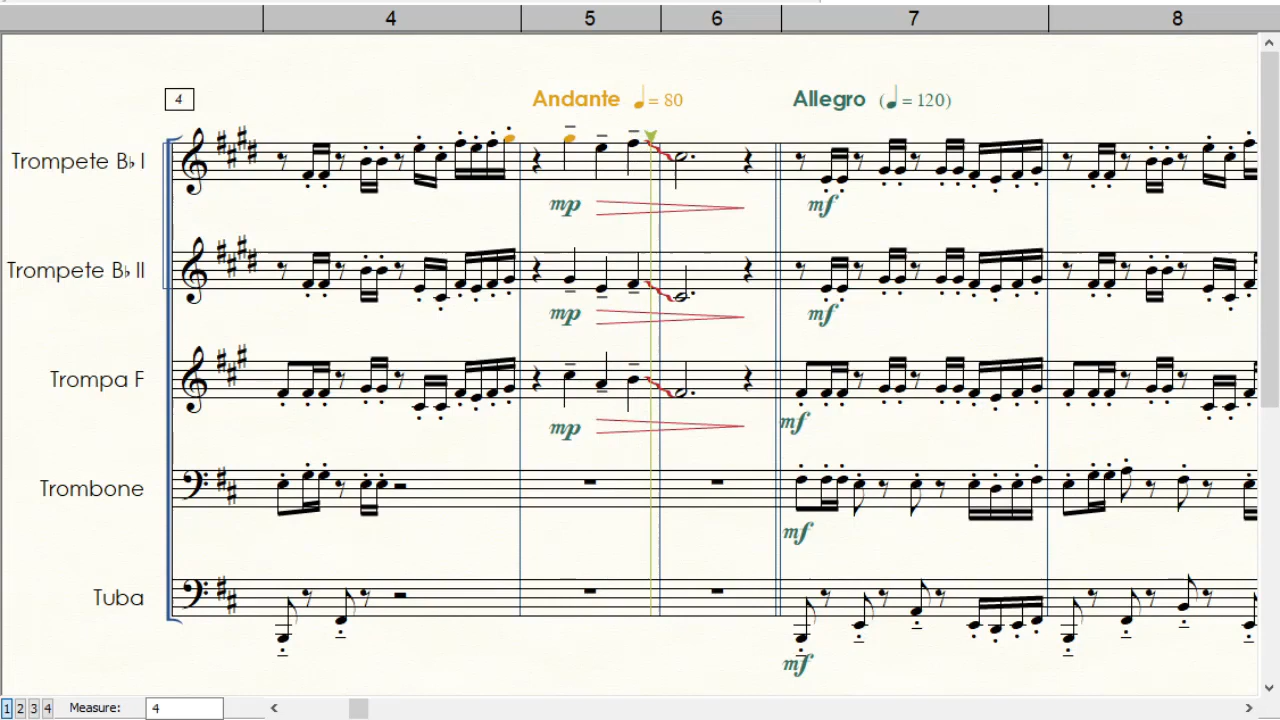 4 5 6 7 8
Andante ♩ = 80 Allegro (♩ = 120)
4
Trompete B♭ I
mp mf
Trompete B♭ II
mp mf
Trompa F
mp mf
Trombone
mf
Tuba
mf
1 2 3 4 Measure: 4